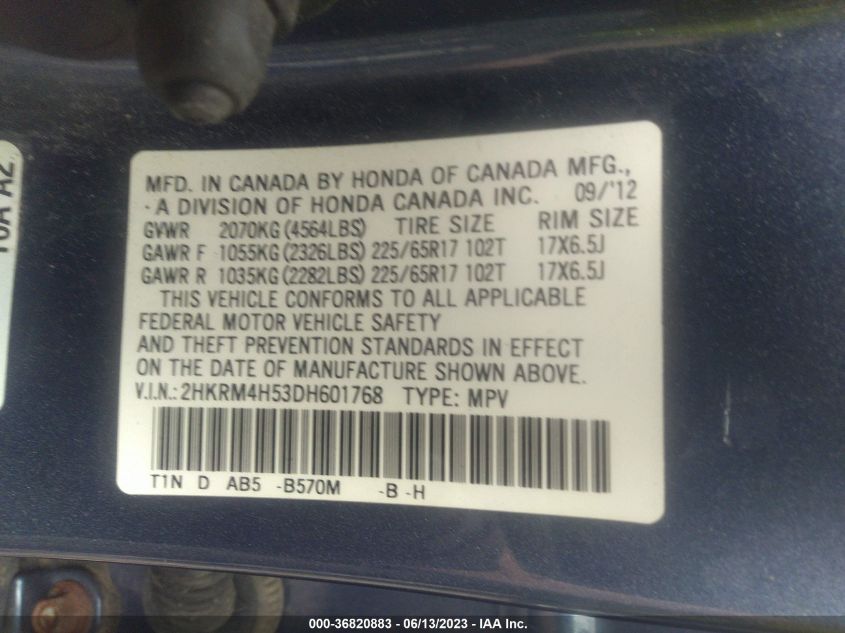 MFD. IN CANADA BY HONDA OF CANADA MFG.,
A DIVISION OF HONDA CANADA INC. 09/'12
GVWR 2070KG(4564LBS) TIRE SIZE RIM SIZE
GAWR F 1055KG(2326LBS) 225/65R17 102T 17X6.5J
GAWR R 1035KG(2282LBS) 225/65R17 102T 17X6.5J
THIS VEHICLE CONFORMS TO ALL APPLICABLE
FEDERAL MOTOR VEHICLE SAFETY
AND THEFT PREVENTION STANDARDS IN EFFECT
ON THE DATE OF MANUFACTURE SHOWN ABOVE.
V.I.N.:2HKRM4H53DH601768 TYPE: MPV
T1N D AB5 -B570M -B -H
000-36820883 - 06/13/2023 - IAA Inc.